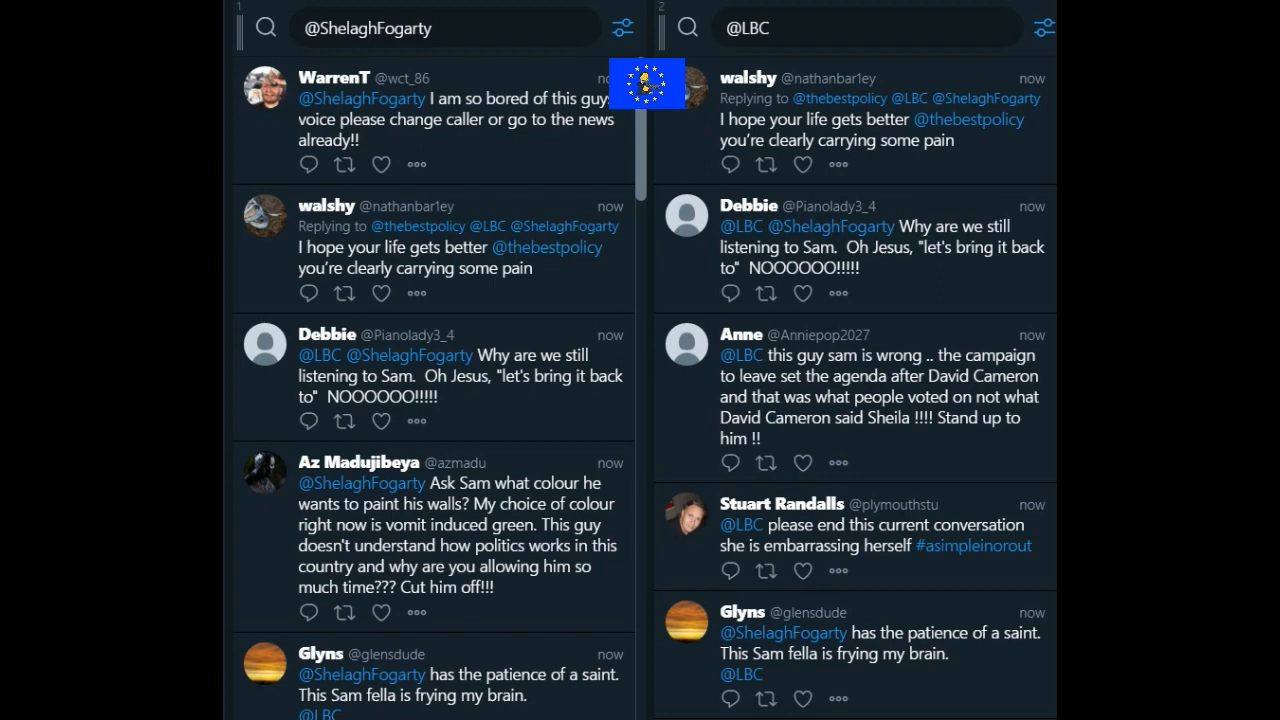 1
@ShelaghFogarty
WarrenT @wct_86
@ShelaghFogarty I am so bored of this guys
voice please change caller or go to the news
already!!
walshy @nathanbar1ey now
Replying to @thebestpolicy @LBC @ShelaghFogarty
I hope your life gets better @thebestpolicy
you're clearly carrying some pain
Debbie @Pianolady3_4 now
@LBC @ShelaghFogarty Why are we still
listening to Sam. Oh Jesus, "let's bring it back
to" NOOOOOO!!!!!
Az Madujibeya @azmadu now
@ShelaghFogarty Ask Sam what colour he
wants to paint his walls? My choice of colour
right now is vomit induced green. This guy
doesn't understand how politics works in this
country and why are you allowing him so
much time??? Cut him off!!!
Glyns @glensdude now
@ShelaghFogarty has the patience of a saint.
This Sam fella is frying my brain.
@LBC
2
@LBC
walshy @nathanbar1ey now
Replying to @thebestpolicy @LBC @ShelaghFogarty
I hope your life gets better @thebestpolicy
you're clearly carrying some pain
Debbie @Pianolady3_4 now
@LBC @ShelaghFogarty Why are we still
listening to Sam. Oh Jesus, "let's bring it back
to" NOOOOOO!!!!!
Anne @Anniepop2027 now
@LBC this guy sam is wrong .. the campaign
to leave set the agenda after David Cameron
and that was what people voted on not what
David Cameron said Sheila !!!! Stand up to
him !!
Stuart Randalls @plymouthstu now
@LBC please end this current conversation
she is embarrassing herself #asimpleinorout
Glyns @glensdude now
@ShelaghFogarty has the patience of a saint.
This Sam fella is frying my brain.
@LBC